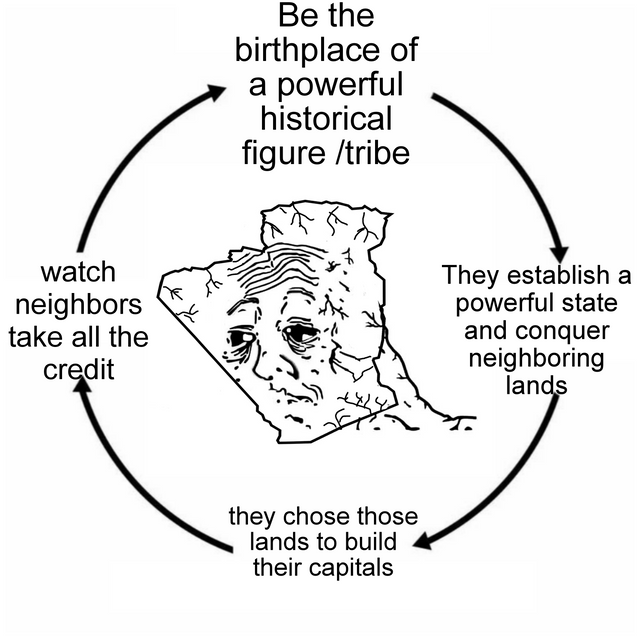 Be the
birthplace of
a powerful
historical
figure /tribe
They establish a
powerful state
and conquer
neighboring
lands
they chose those
lands to build
their capitals
watch
neighbors
take all the
credit